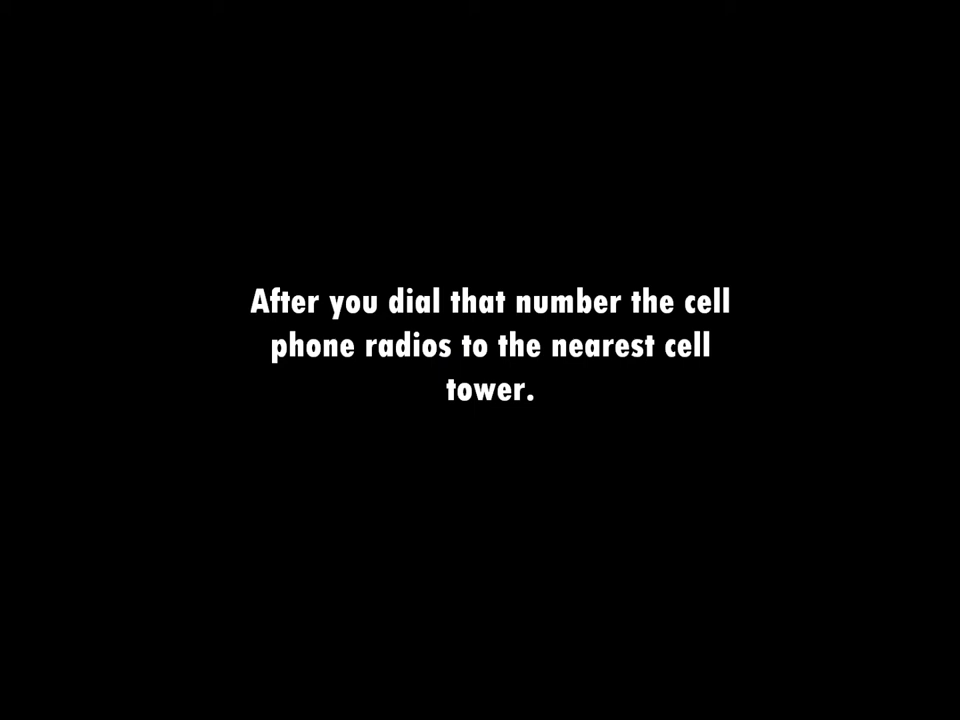 After you dial that number the cell
phone radios to the nearest cell
tower.